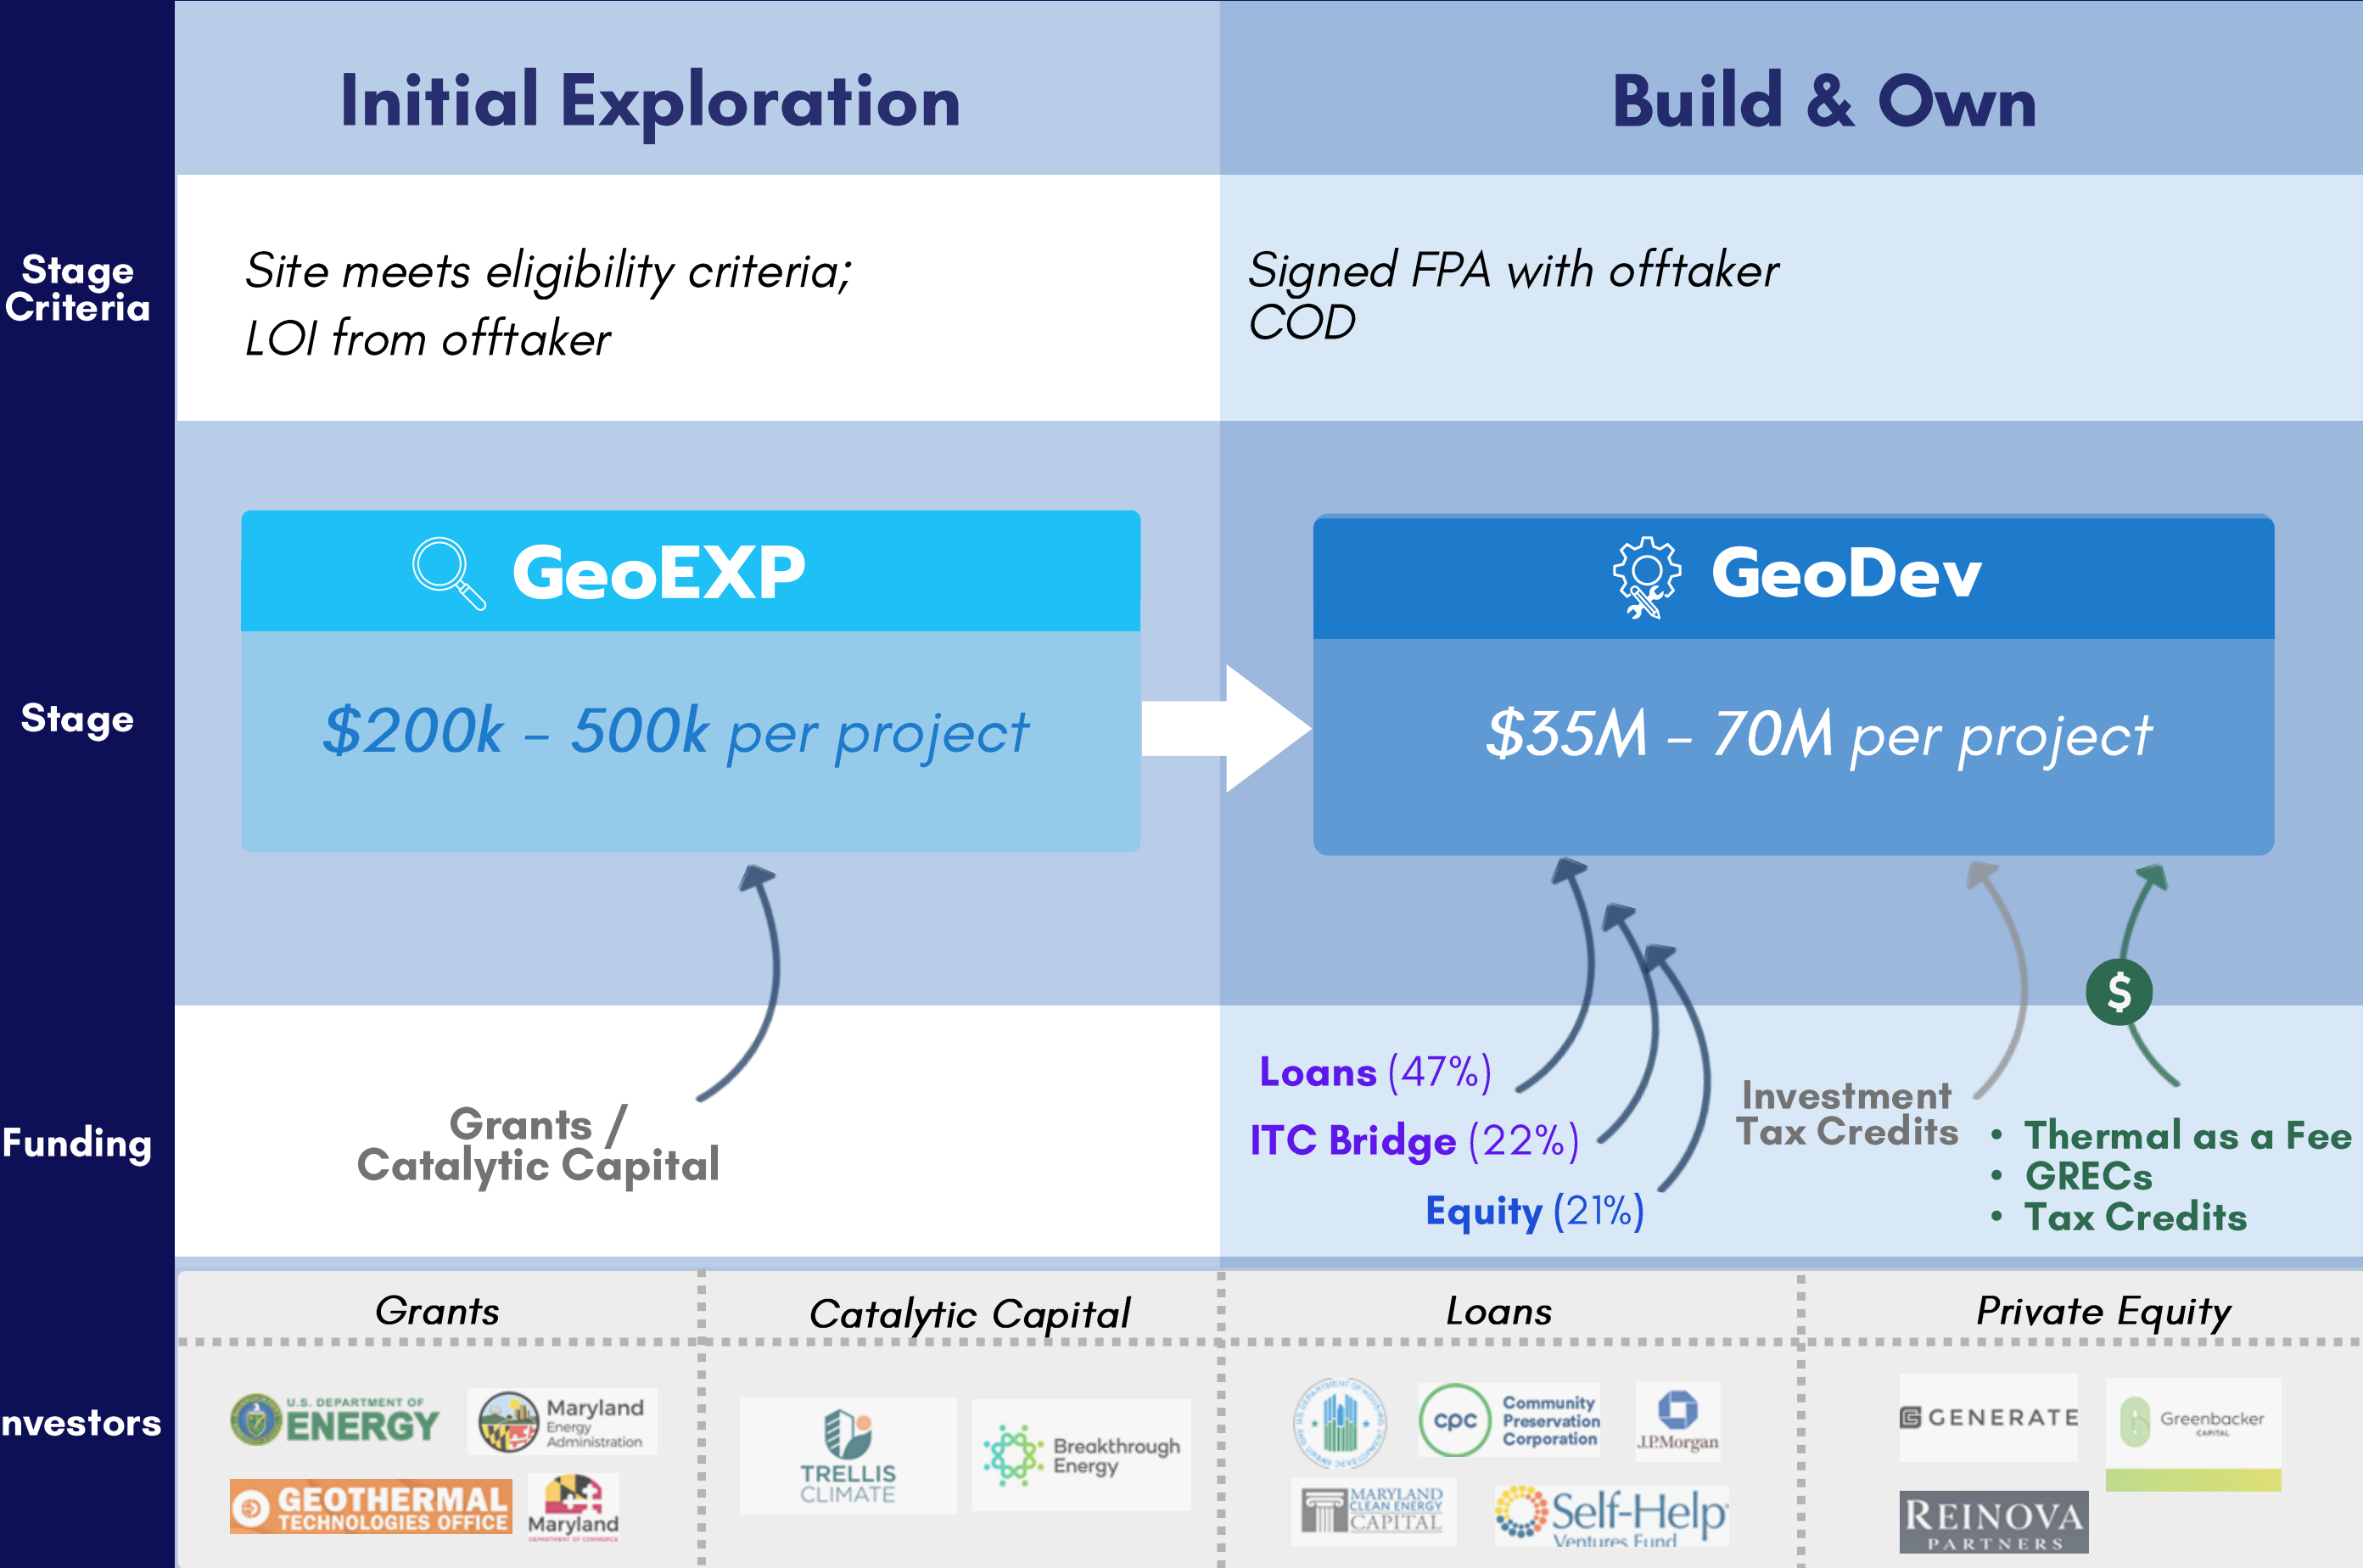 Initial Exploration
Build & Own
Stage
Criteria
Site meets eligibility criteria;
LOI from offtaker
Signed FPA with offtaker
COD
Stage
GeoEXP
$200k – 500k per project
GeoDev
$35M – 70M per project
Funding
Grants /
Catalytic Capital
Loans (47%)
ITC Bridge (22%)
Equity (21%)
Investment
Tax Credits
$
• Thermal as a Fee
• GRECs
• Tax Credits
nvestors
Grants
Catalytic Capital
Loans
Private Equity
U.S. DEPARTMENT OF
ENERGY
Maryland
Energy
Administration
GEOTHERMAL
TECHNOLOGIES OFFICE
Maryland
DEPARTMENT OF COMMERCE
TRELLIS
CLIMATE
Breakthrough
Energy
cpc
Community
Preservation
Corporation
J.P.Morgan
MARYLAND
CLEAN ENERGY
CAPITAL
Self-Help
Ventures Fund
GENERATE
Greenbacker
CAPITAL
REINOVA
PARTNERS